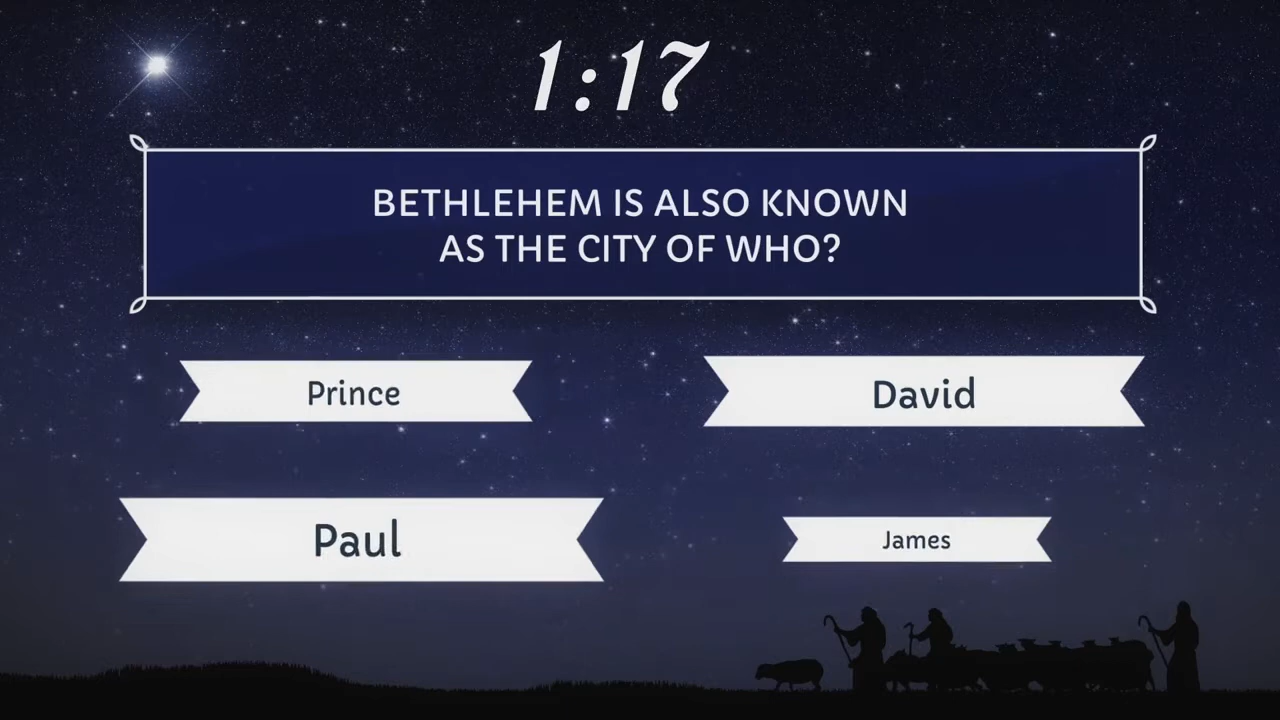 1:17
BETHLEHEM IS ALSO KNOWN
AS THE CITY OF WHO?
Prince
David
Paul
James